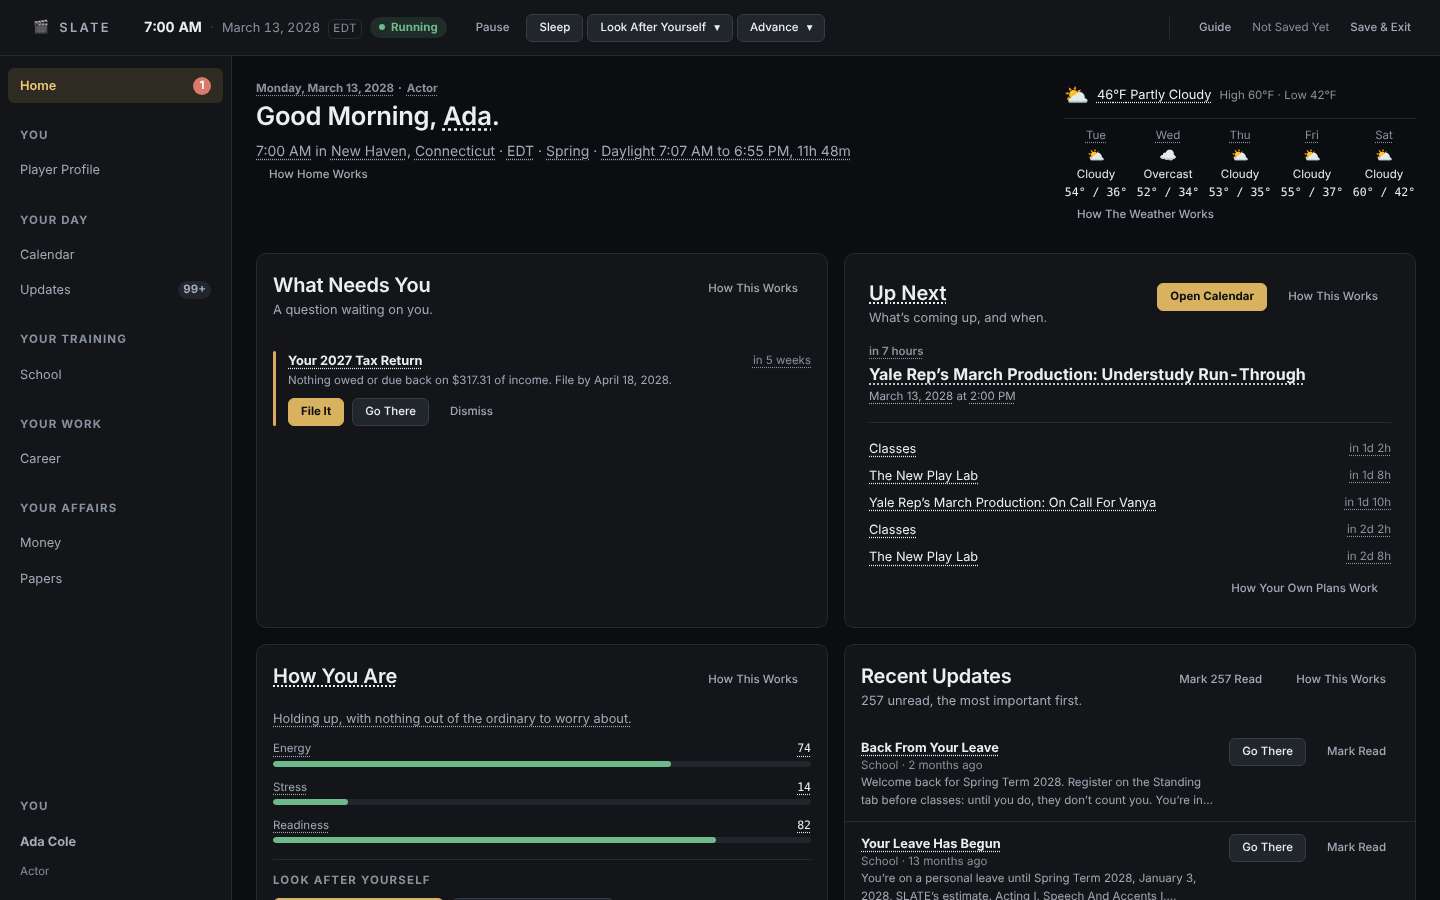 SLATE
7:00 AM · March 13, 2028 EDT Running Pause Sleep Look After Yourself ▾ Advance ▾ Guide Not Saved Yet Save & Exit
Home 1
YOU
Player Profile
YOUR DAY
Calendar
Updates 99+
YOUR TRAINING
School
YOUR WORK
Career
YOUR AFFAIRS
Money
Papers
YOU
Ada Cole
Actor
Monday, March 13, 2028 · Actor
Good Morning, Ada.
7:00 AM in New Haven, Connecticut · EDT · Spring · Daylight 7:07 AM to 6:55 PM, 11h 48m
How Home Works
46°F Partly Cloudy High 60°F · Low 42°F
Tue Wed Thu Fri Sat
Cloudy Overcast Cloudy Cloudy Cloudy
54° / 36° 52° / 34° 53° / 35° 55° / 37° 60° / 42°
How The Weather Works
What Needs You How This Works
A question waiting on you.
Your 2027 Tax Return in 5 weeks
Nothing owed or due back on $317.31 of income. File by April 18, 2028.
File It Go There Dismiss
Up Next Open Calendar How This Works
What's coming up, and when.
in 7 hours
Yale Rep's March Production: Understudy Run-Through
March 13, 2028 at 2:00 PM
Classes in 1d 2h
The New Play Lab in 1d 8h
Yale Rep's March Production: On Call For Vanya in 1d 10h
Classes in 2d 2h
The New Play Lab in 2d 8h
How Your Own Plans Work
How You Are How This Works
Holding up, with nothing out of the ordinary to worry about.
Energy 74
Stress 14
Readiness 82
LOOK AFTER YOURSELF
Recent Updates Mark 257 Read How This Works
257 unread, the most important first.
Back From Your Leave Go There Mark Read
School · 2 months ago
Welcome back for Spring Term 2028. Register on the Standing
tab before classes: until you do, they don't count you. You're in...
Your Leave Has Begun Go There Mark Read
School · 13 months ago
You're on a personal leave until Spring Term 2028, January 3,
2028, SLATE's estimate. Acting I, Speech And Accents I,...